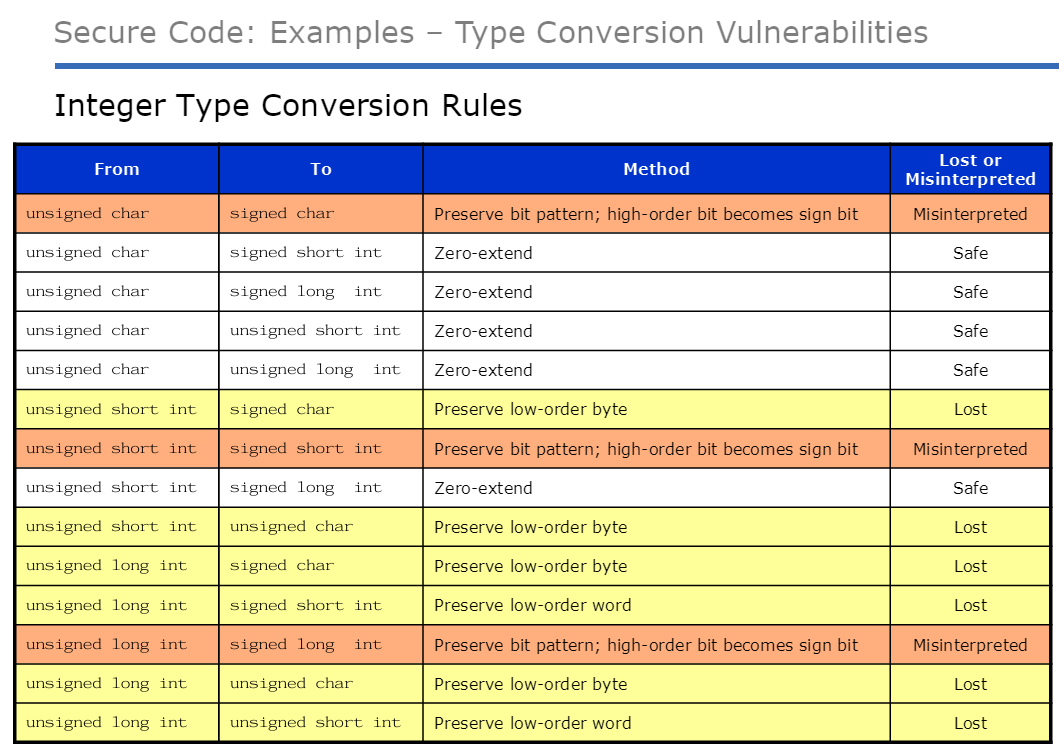 Secure Code: Examples – Type Conversion Vulnerabilities
Integer Type Conversion Rules
From To Method Lost or
Misinterpreted
unsigned char signed char Preserve bit pattern; high-order bit becomes sign bit Misinterpreted
unsigned char signed short int Zero-extend Safe
unsigned char signed long int Zero-extend Safe
unsigned char unsigned short int Zero-extend Safe
unsigned char unsigned long int Zero-extend Safe
unsigned short int signed char Preserve low-order byte Lost
unsigned short int signed short int Preserve bit pattern; high-order bit becomes sign bit Misinterpreted
unsigned short int signed long int Zero-extend Safe
unsigned short int unsigned char Preserve low-order byte Lost
unsigned long int signed char Preserve low-order byte Lost
unsigned long int signed short int Preserve low-order word Lost
unsigned long int signed long int Preserve bit pattern; high-order bit becomes sign bit Misinterpreted
unsigned long int unsigned char Preserve low-order byte Lost
unsigned long int unsigned short int Preserve low-order word Lost